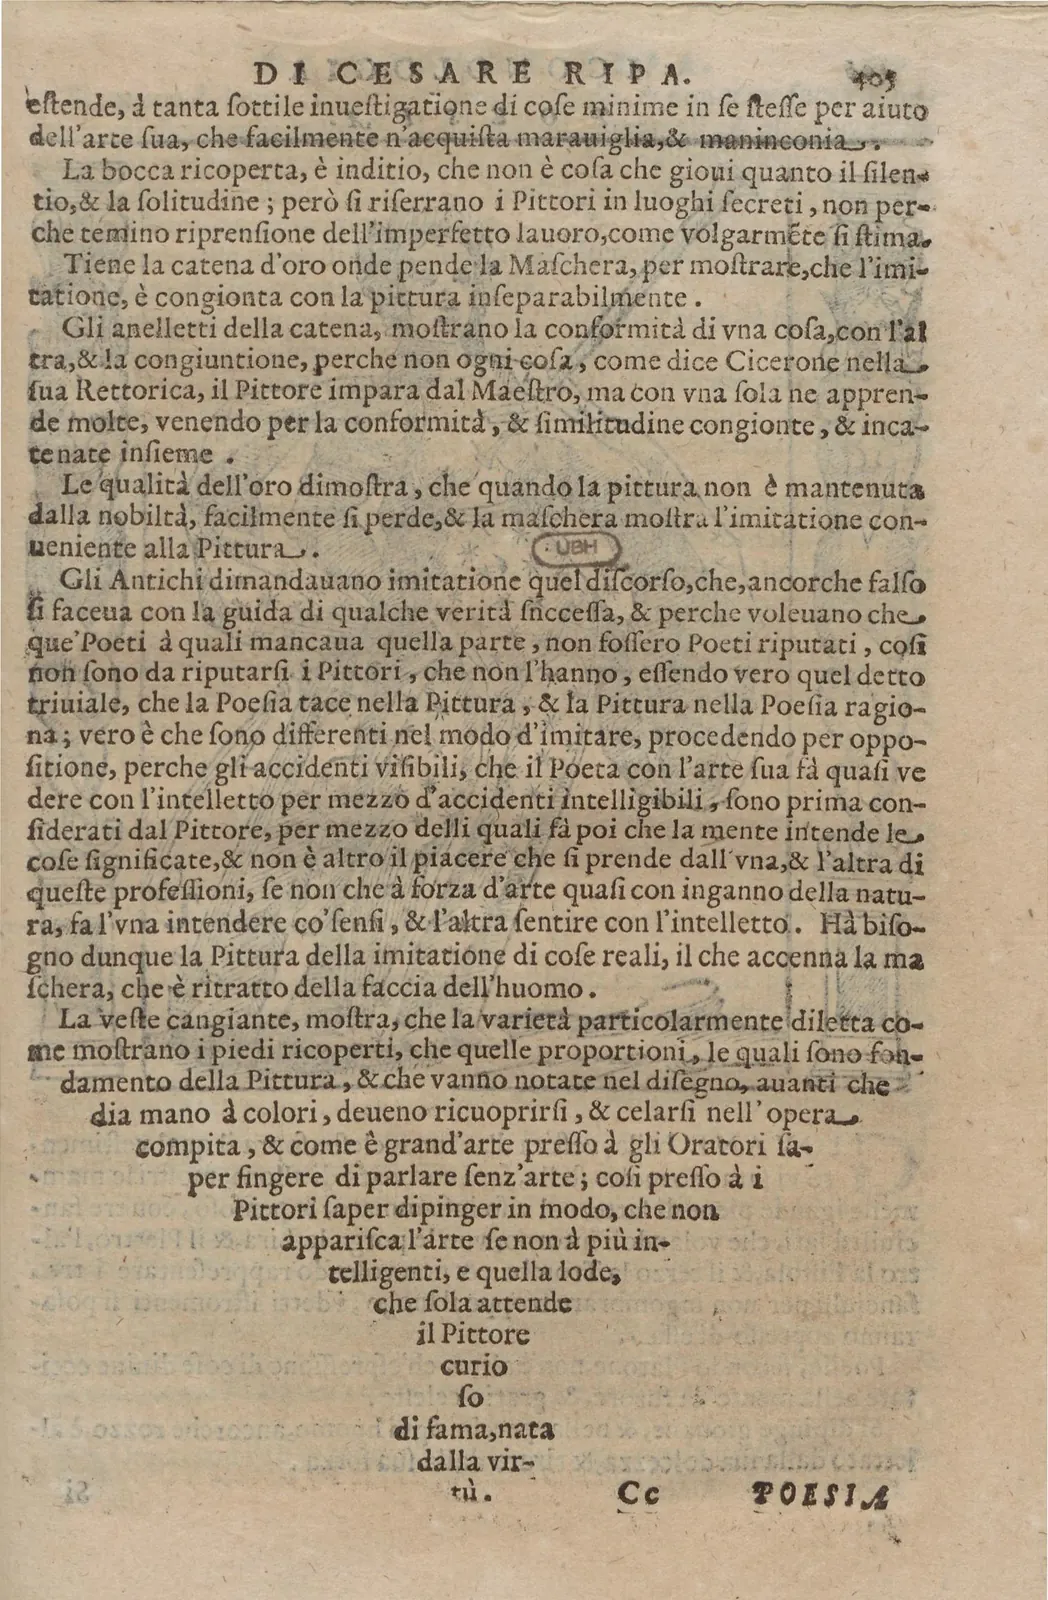 DI CESARE RIPA. 405
estende, à tanta sottile inuestigatione di cose minime in se stesse per aiuto
dell'arte sua, che facilmente n'acquista marauiglia,& maninconia.
La bocca ricoperta, è inditio, che non è cosa che gioui quanto il silen-
tio,& la solitudine ; però si riserrano i Pittori in luoghi secreti, non per-
che temino riprensione dell'imperfetto lauoro,come volgarmẽte si stima.
Tiene la catena d'oro onde pende la Maschera, per mostrare,che l'imi-
tatione, è congionta con la pittura inseparabilmente.
Gli anelletti della catena, mostrano la conformità di vna cosa,con l'al
tra,& la congiuntione, perche non ogni cosa, come dice Cicerone nella
sua Rettorica, il Pittore impara dal Maestro, ma con vna sola ne appren-
de molte, venendo per la conformità, & similitudine congionte, & inca-
tenate insieme.
Le qualità dell'oro dimostra, che quando la pittura non è mantenuta
dalla nobiltà, facilmente si perde,& la maschera mostra l'imitatione con-
ueniente alla Pittura.
UBH
Gli Antichi dimandauano imitatione quel discorso,che,ancorche falso
si faceua con la guida di qualche verità successa, & perche voleuano che
que'Poeti à quali mancaua quella parte, non fossero Poeti riputati, così
non sono da riputarsi i Pittori, che non l'hanno, essendo vero quel detto
triuiale, che la Poesia tace nella Pittura, & la Pittura nella Poesia ragio-
na ; vero è che sono differenti nel modo d'imitare, procedendo per oppo-
sitione, perche gli accidenti visibili, che il Poeta con l'arte sua fà quasi ve
dere con l'intelletto per mezzo d'accidenti intelligibili, sono prima con-
siderati dal Pittore, per mezzo delli quali fà poi che la mente intende le
cose significate,& non è altro il piacere che si prende dall'vna,& l'altra di
queste professioni, se non che à forza d'arte quasi con inganno della natu-
ra, fa l'vna intendere co'sensi, & l'altra sentire con l'intelletto. Hà biso-
gno dunque la Pittura della imitatione di cose reali, il che accenna la ma
schera, che è ritratto della faccia dell'huomo.
La veste cangiante, mostra, che la varietà particolarmente diletta co-
me mostrano i piedi ricoperti, che quelle proportioni, le quali sono fon-
damento della Pittura, & che vanno notate nel disegno, auanti che
dia mano à colori, deueno ricuoprirsi, & celarsi nell'opera
compita, & come è grand'arte presso à gli Oratori sa-
per fingere di parlare senz'arte ; così presso à i
Pittori saper dipinger in modo, che non
apparisca l'arte se non à più in-
telligenti, e quella lode,
che sola attende
il Pittore
curio
so
di fama,nata
dalla vir-
tù.
Cc POESIA